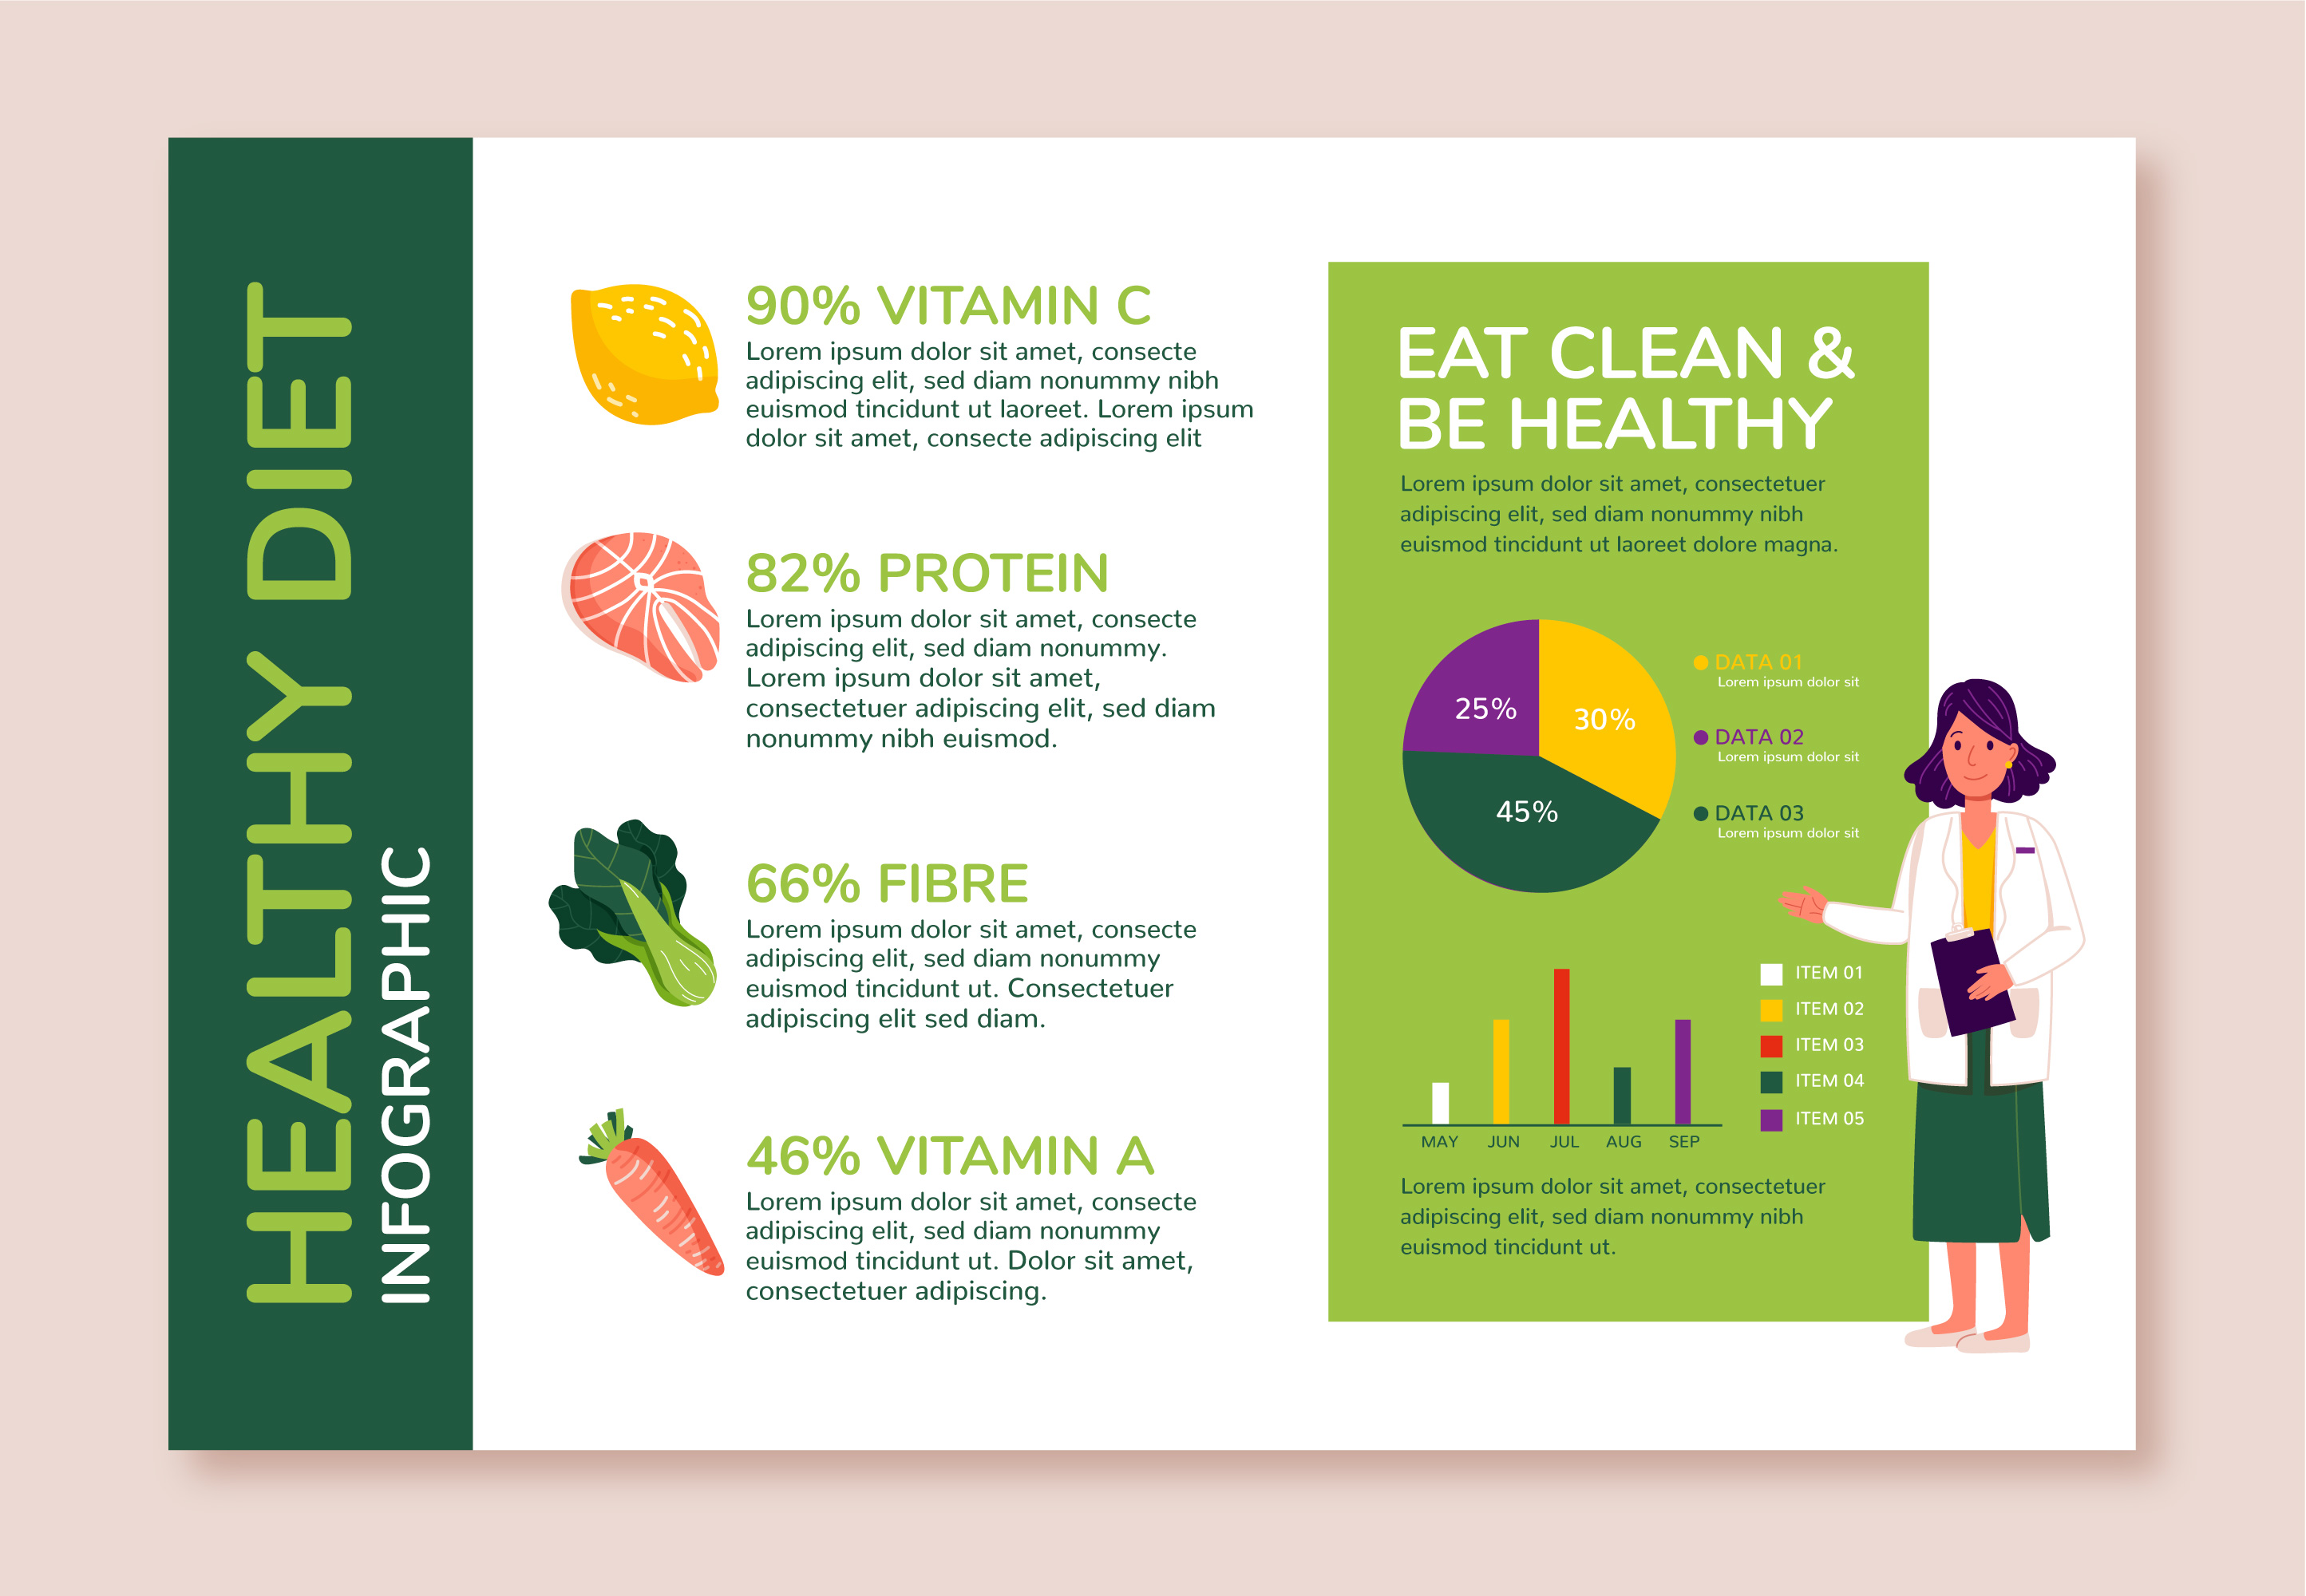 HEALTHY DIET
INFOGRAPHIC
90% VITAMIN C
Lorem ipsum dolor sit amet, consecte
adipiscing elit, sed diam nonummy nibh
euismod tincidunt ut laoreet. Lorem ipsum
dolor sit amet, consecte adipiscing elit
82% PROTEIN
Lorem ipsum dolor sit amet, consecte
adipiscing elit, sed diam nonummy.
Lorem ipsum dolor sit amet,
consectetuer adipiscing elit, sed diam
nonummy nibh euismod.
66% FIBRE
Lorem ipsum dolor sit amet, consecte
adipiscing elit, sed diam nonummy
euismod tincidunt ut. Consectetuer
adipiscing elit sed diam.
46% VITAMIN A
Lorem ipsum dolor sit amet, consecte
adipiscing elit, sed diam nonummy
euismod tincidunt ut. Dolor sit amet,
consectetuer adipiscing.
EAT CLEAN &
BE HEALTHY
Lorem ipsum dolor sit amet, consectetuer
adipiscing elit, sed diam nonummy nibh
euismod tincidunt ut laoreet dolore magna.
25%
30%
45%
DATA 01
Lorem ipsum dolor sit
DATA 02
Lorem ipsum dolor sit
DATA 03
Lorem ipsum dolor sit
MAY JUN JUL AUG SEP
ITEM 01
ITEM 02
ITEM 03
ITEM 04
ITEM 05
Lorem ipsum dolor sit amet, consectetuer
adipiscing elit, sed diam nonummy nibh
euismod tincidunt ut.